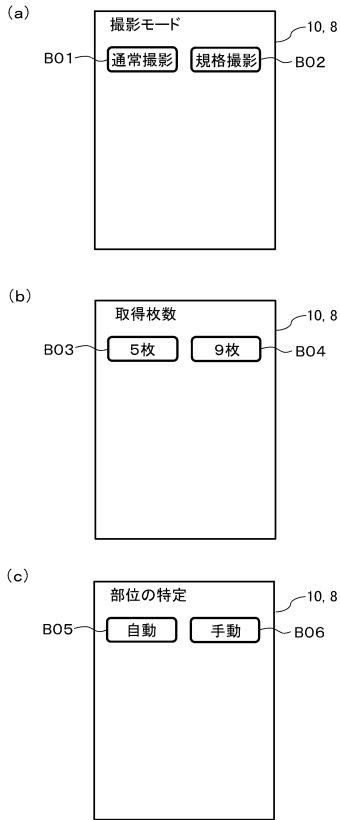 (a)
撮影モード
10, 8
B01
通常撮影
規格撮影
B02
(b)
取得枚数
10, 8
B03
5枚
9枚
B04
(c)
部位の特定
10, 8
B05
自動
手動
B06